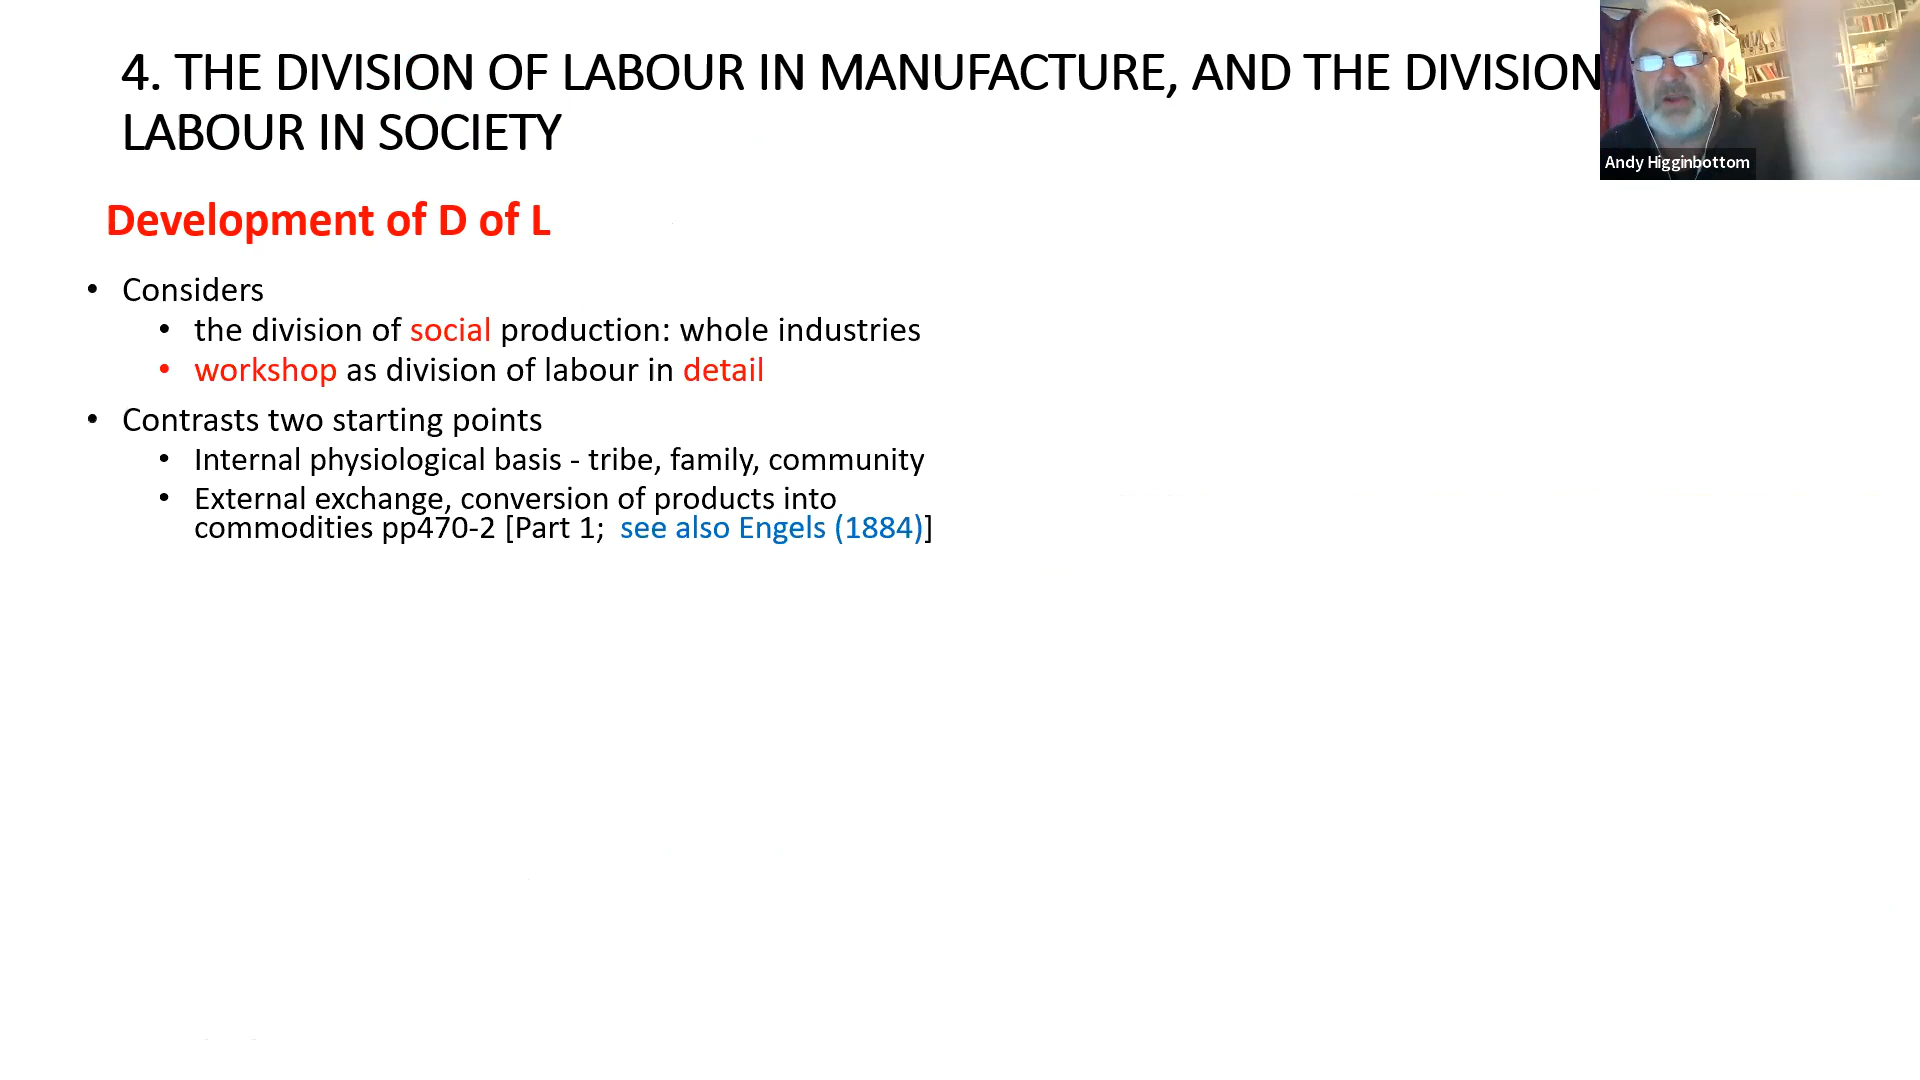 4. THE DIVISION OF LABOUR IN MANUFACTURE, AND THE DIVISION
LABOUR IN SOCIETY
Andy Higginbottom
Development of D of L
• Considers
• the division of social production: whole industries
• workshop as division of labour in detail
• Contrasts two starting points
• Internal physiological basis - tribe, family, community
• External exchange, conversion of products into
commodities pp470-2 [Part 1;  see also Engels (1884)]